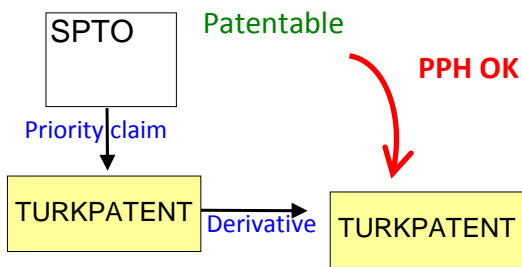 SPTO
Patentable
PPH OK
Priority claim
TURKPATENT
Derivative
TURKPATENT